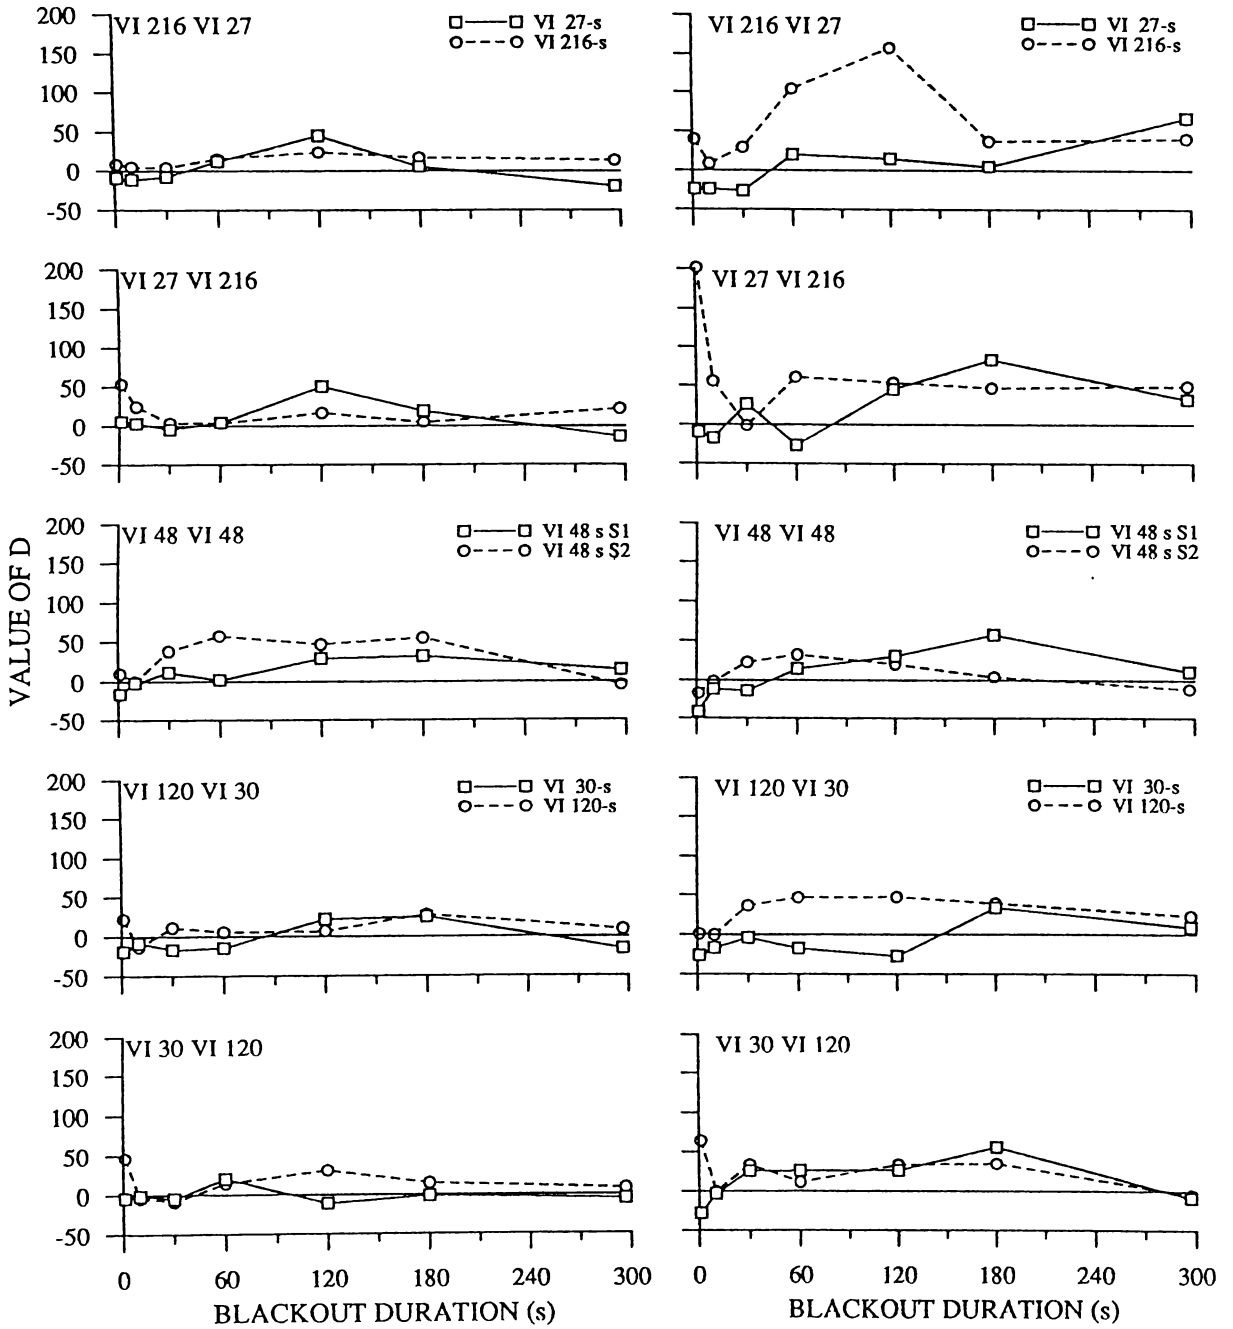 VALUE OF D
VI 216 VI 27
VI 27-s
VI 216-s
200
150
100
50
0
-50
VI 216 VI 27
VI 27-s
VI 216-s
VI 27 VI 216
200
150
100
50
0
-50
VI 27 VI 216
VI 48 VI 48
VI 48 s S1
VI 48 s S2
200
150
100
50
0
-50
VI 48 VI 48
VI 48 s S1
VI 48 s S2
VI 120 VI 30
VI 30-s
VI 120-s
200
150
100
50
0
-50
VI 120 VI 30
VI 30-s
VI 120-s
VI 30 VI 120
200
150
100
50
0
-50
VI 30 VI 120
0 60 120 180 240 300
BLACKOUT DURATION (s)
0 60 120 180 240 300
BLACKOUT DURATION (s)